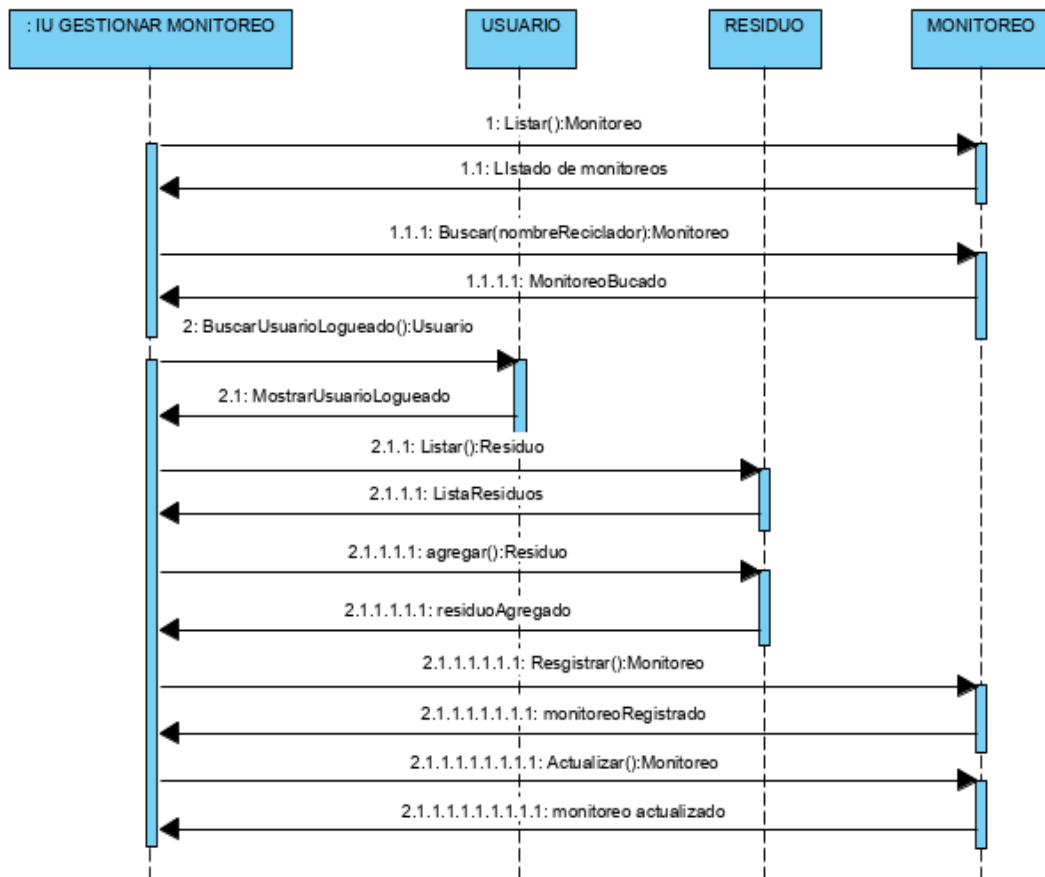 : IU GESTIONAR MONITOREO
USUARIO
RESIDUO
MONITOREO
1: Listar():Monitoreo
1.1: LIstado de monitoreos
1.1.1: Buscar(nombreReciclador):Monitoreo
1.1.1.1: MonitoreoBucado
2: BuscarUsuarioLogueado():Usuario
2.1: MostrarUsuarioLogueado
2.1.1: Listar():Residuo
2.1.1.1: ListaResiduos
2.1.1.1.1: agregar():Residuo
2.1.1.1.1.1: residuoAgregado
2.1.1.1.1.1.1: Resgistrar():Monitoreo
2.1.1.1.1.1.1.1: monitoreoRegistrado
2.1.1.1.1.1.1.1.1: Actualizar():Monitoreo
2.1.1.1.1.1.1.1.1.1: monitoreo actualizado